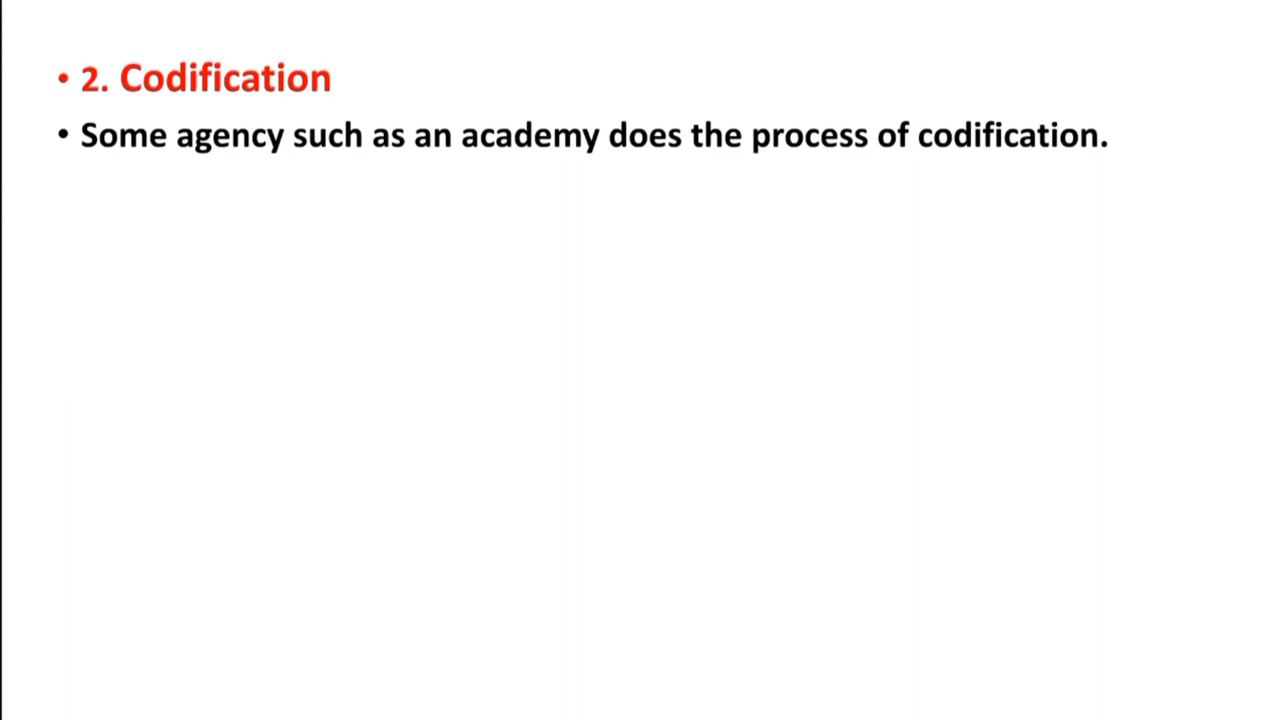 • 2. Codification
• Some agency such as an academy does the process of codification.